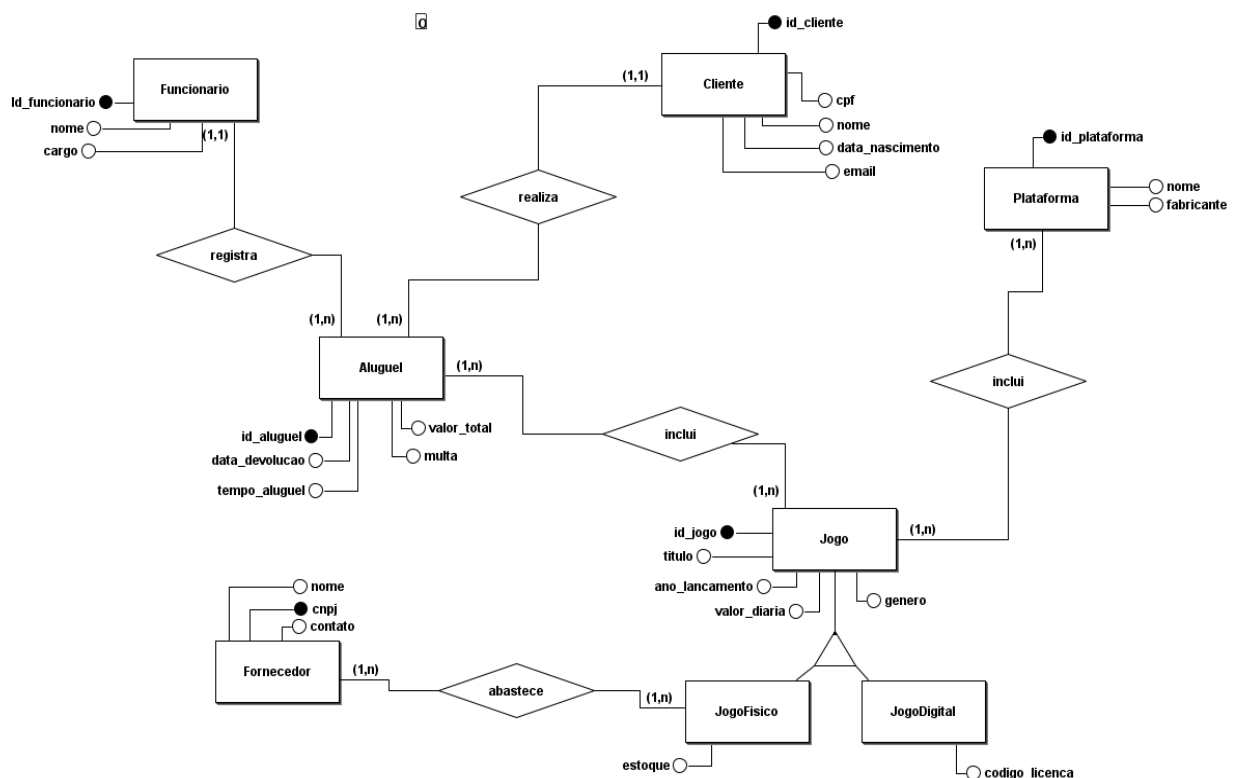 o
id_cliente
Funcionario
(1,1)
Cliente
Id_funcionario
cpf
nome
(1,1)
nome
cargo
data_nascimento
id_plataforma
email
nome
Plataforma
fabricante
realiza
registra
(1,n)
(1,n)
(1,n)
Aluguel
(1,n)
inclui
valor_total
id_aluguel
inclui
multa
data_devolucao
tempo_aluguel
(1,n)
id_jogo
Jogo
(1,n)
titulo
ano_lancamento
nome
genero
valor_diaria
cnpj
contato
Fornecedor
(1,n)
abastece
(1,n)
JogoFisico
JogoDigital
estoque
codigo_licenca